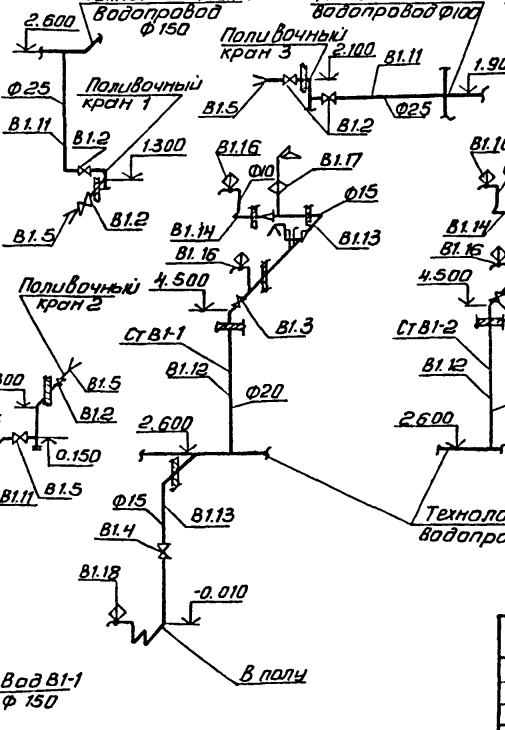 водопровод
Ф 150
2.600
Поливочный
кран 1
Ф25
В1.11
В1.2
1.300
В1.5
В1.2
Поливочный
кран 3
2.100
водопровод Ф100
В1.11
1.90
В1.5
В1.2
Ф25
В1.16
Ф10
В1.17
Ф15
В1.14
В1.13
В1.16
4.500
В1.3
Ст В1-1
В1.12
Ф20
2.600
Поливочный
кран 2
В1.5
В1.2
0.150
В1.11
В1.5
Ф15
В1.13
В1.4
В1.18
-0.010
В полу
В1.14
В1.16
4.500
Ст В1-2
В1.12
2.600
Техноло
водопро
Вод В1-1
Ф 150